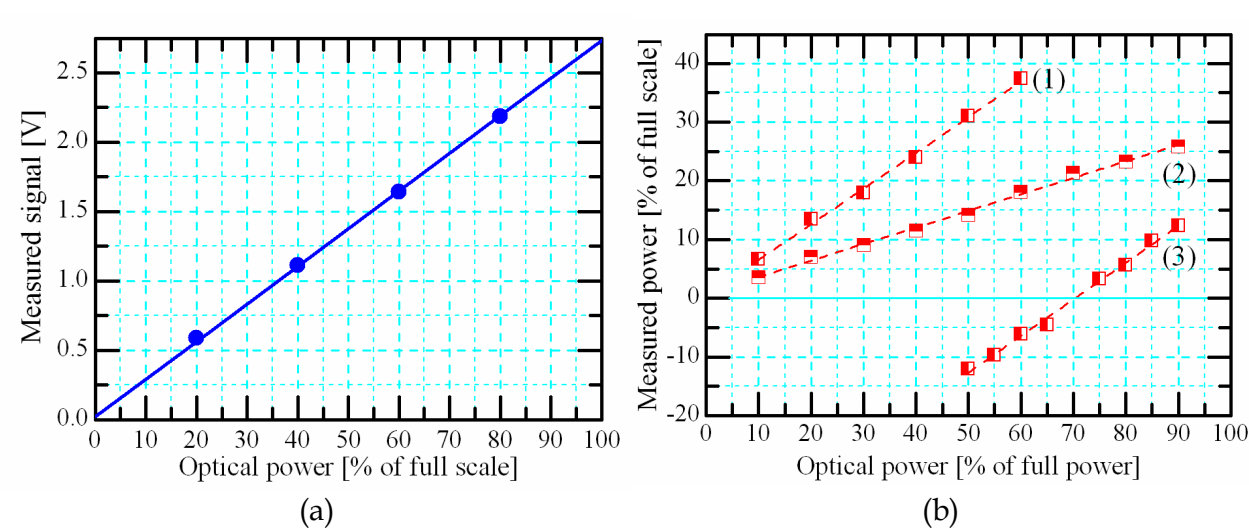 2.5
2.0
1.5
1.0
0.5
0.0
Measured signal [V]
0 10 20 30 40 50 60 70 80 90 100
Optical power [% of full scale]
(a)
40
30
20
10
0
-10
-20
Measured power [% of full scale]
(1)
(2)
(3)
0 10 20 30 40 50 60 70 80 90 100
Optical power [% of full power]
(b)